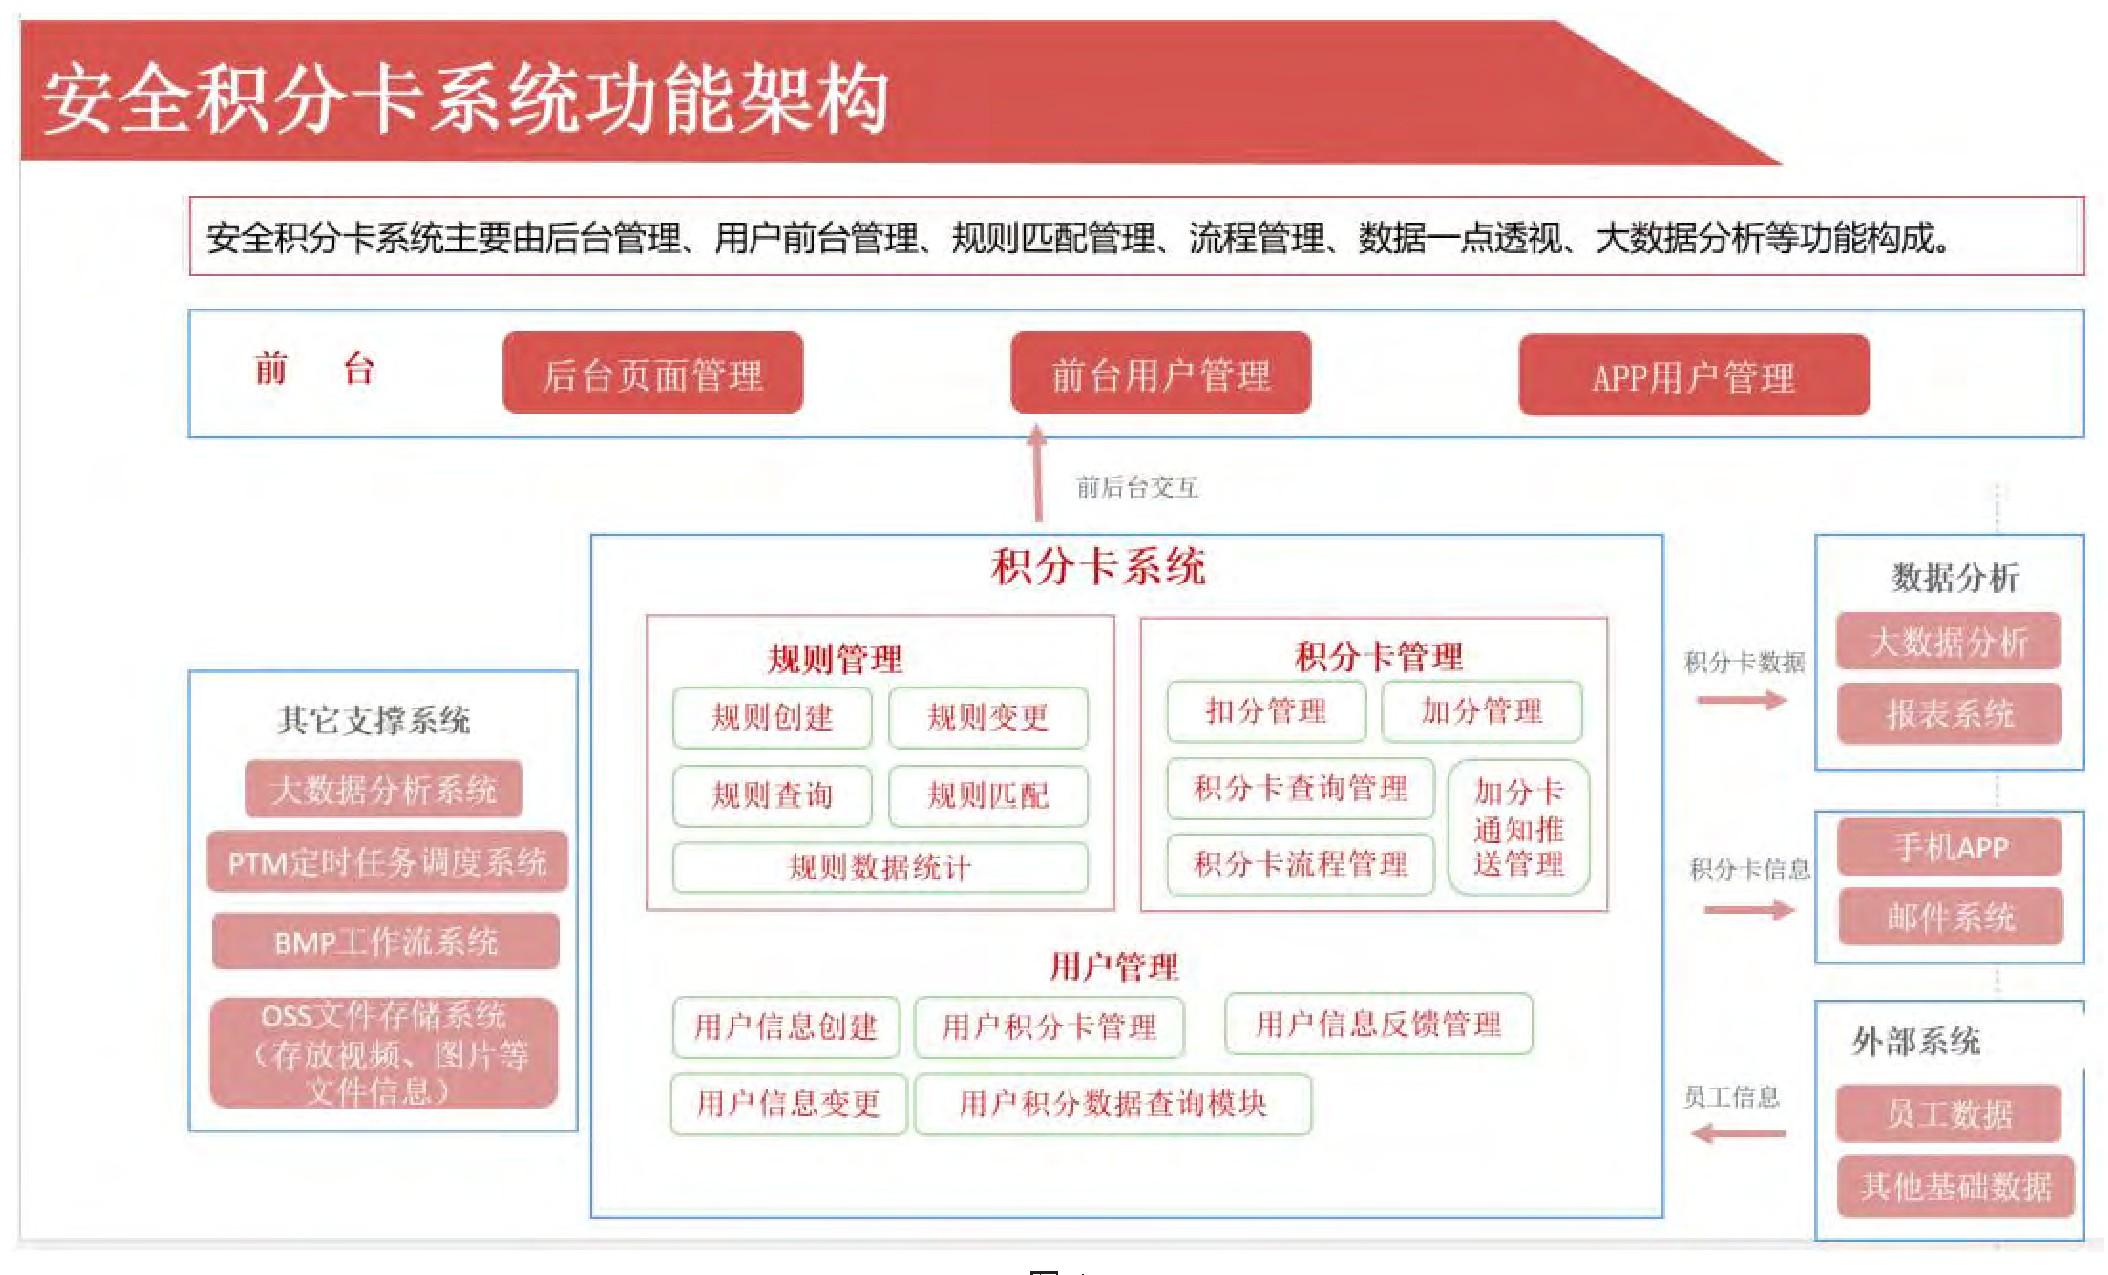 安全积分卡系统功能架构
安全积分卡系统主要由后台管理、用户前台管理、规则匹配管理、流程管理、数据一点透视、大数据分析等功能构成。
前 台
后台页面管理
前台用户管理
APP用户管理
前后台交互
积分卡系统
规则管理
规则创建
规则变更
规则查询
规则匹配
规则数据统计
积分卡管理
扣分管理
加分管理
积分卡查询管理
积分卡流程管理
加分卡
通知推
送管理
用户管理
用户信息创建
用户积分卡管理
用户信息反馈管理
用户信息变更
用户积分数据查询模块
其它支撑系统
大数据分析系统
PTM定时任务调度系统
BMP工作流系统
OSS文件存储系统
（存放视频、图片等
文件信息）
积分卡数据
数据分析
大数据分析
报表系统
积分卡信息
手机APP
邮件系统
员工信息
外部系统
员工数据
其他基础数据